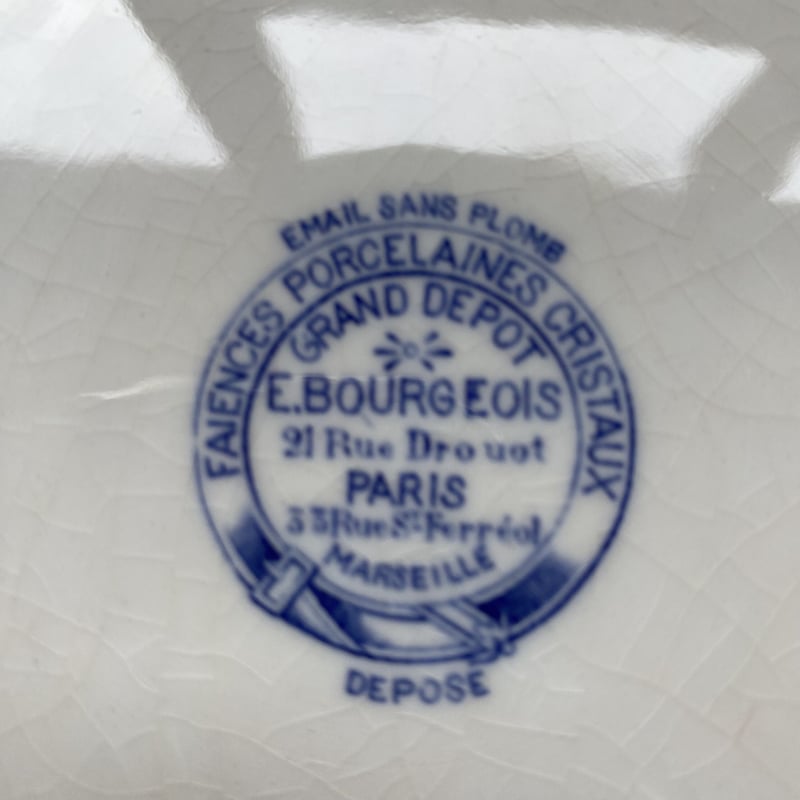 EMAIL SANS PLOMB
FAIENCES PORCELAINES CRISTAUX
GRAND DEPOT
E. BOURGEOIS
21 Rue Drouot
PARIS
33 Rue St Ferréol
MARSEILLE
DEPOSE